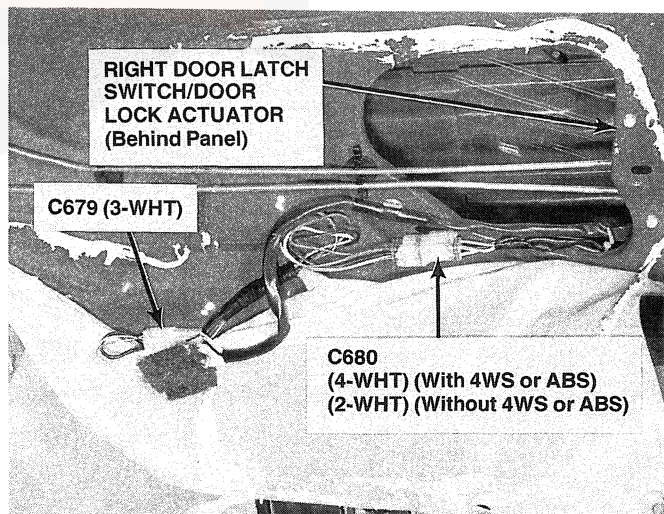 RIGHT DOOR LATCH
SWITCH/DOOR
LOCK ACTUATOR
(Behind Panel)
C679 (3-WHT)
C680
(4-WHT) (With 4WS or ABS)
(2-WHT) (Without 4WS or ABS)